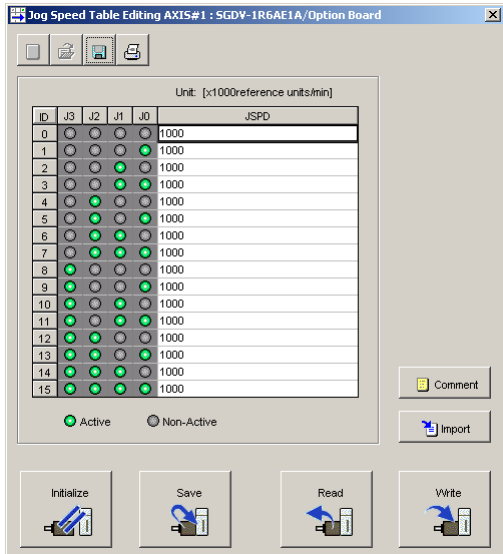 Jog Speed Table Editing AXIS#1 : SGDV-1R6AE1A/Option Board
Unit: [x1000reference units/min]
ID J3 J2 J1 J0 JSPD
0 1000
1 1000
2 1000
3 1000
4 1000
5 1000
6 1000
7 1000
8 1000
9 1000
10 1000
11 1000
12 1000
13 1000
14 1000
15 1000
Comment
Active Non-Active
Import
Initialize Save Read Write